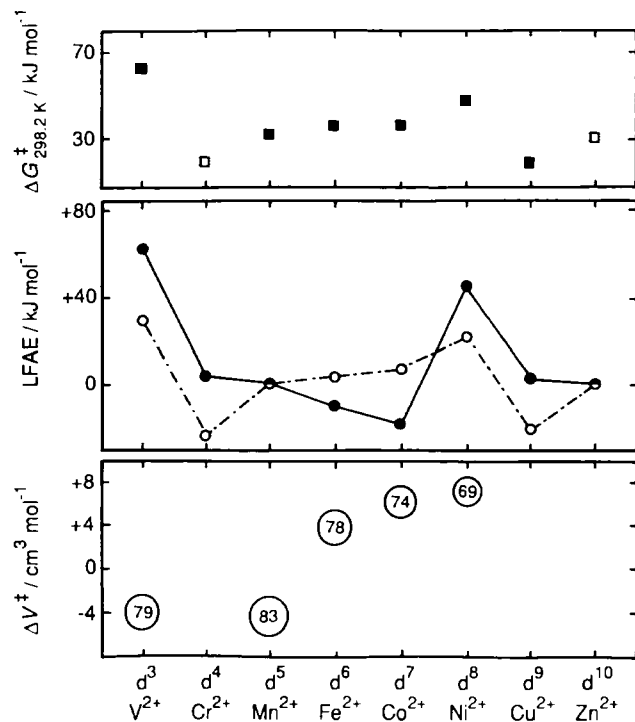 ΔG‡298.2 K / kJ mol-1
70
30
LFAE / kJ mol-1
+80
+40
0
ΔV‡ / cm3 mol-1
+8
+4
0
-4
79
83
78
74
69
d3 d4 d5 d6 d7 d8 d9 d10
V2+ Cr2+ Mn2+ Fe2+ Co2+ Ni2+ Cu2+ Zn2+